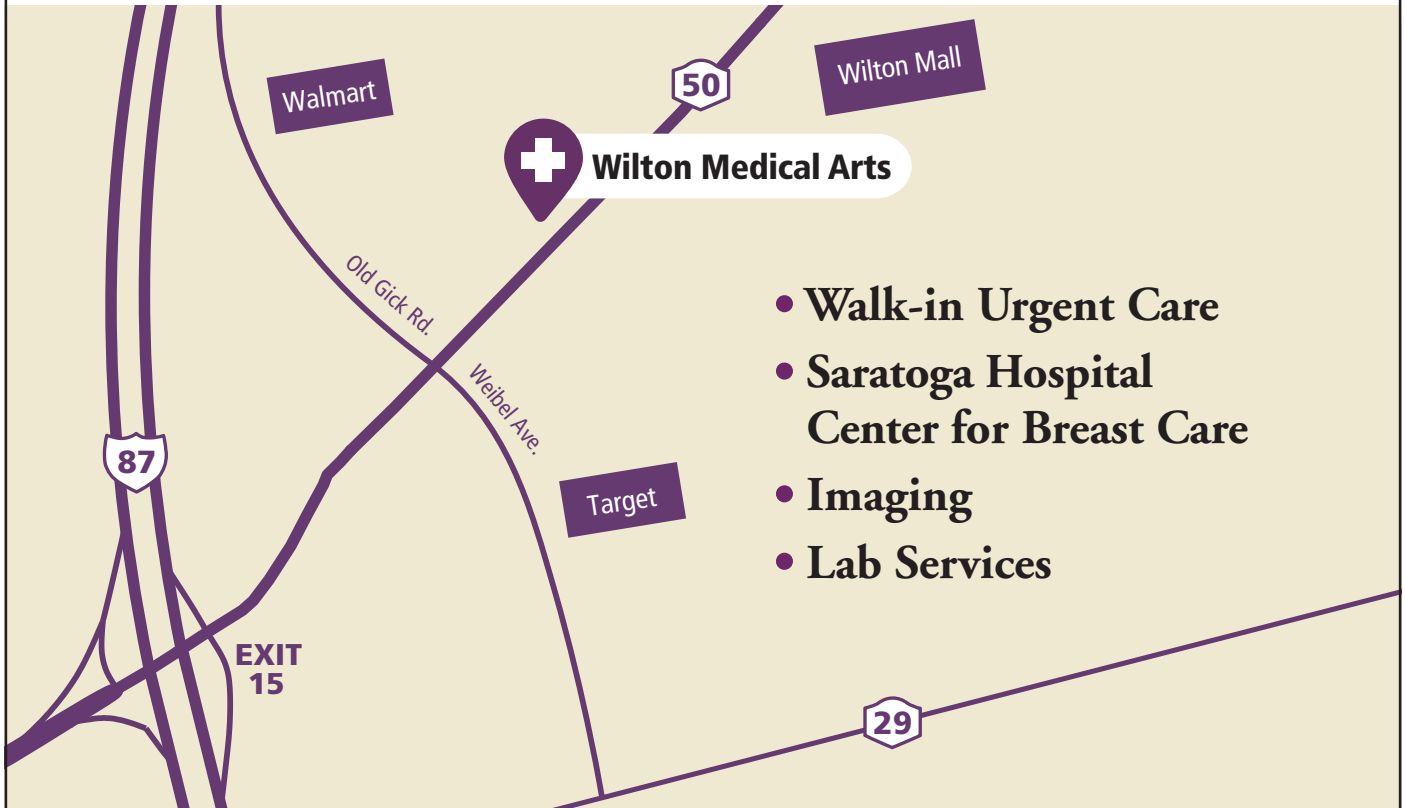 Walmart
50
Wilton Mall
Wilton Medical Arts
Old Gick Rd.
Weibel Ave.
87
Target
EXIT
15
29
• Walk-in Urgent Care
• Saratoga Hospital
Center for Breast Care
• Imaging
• Lab Services